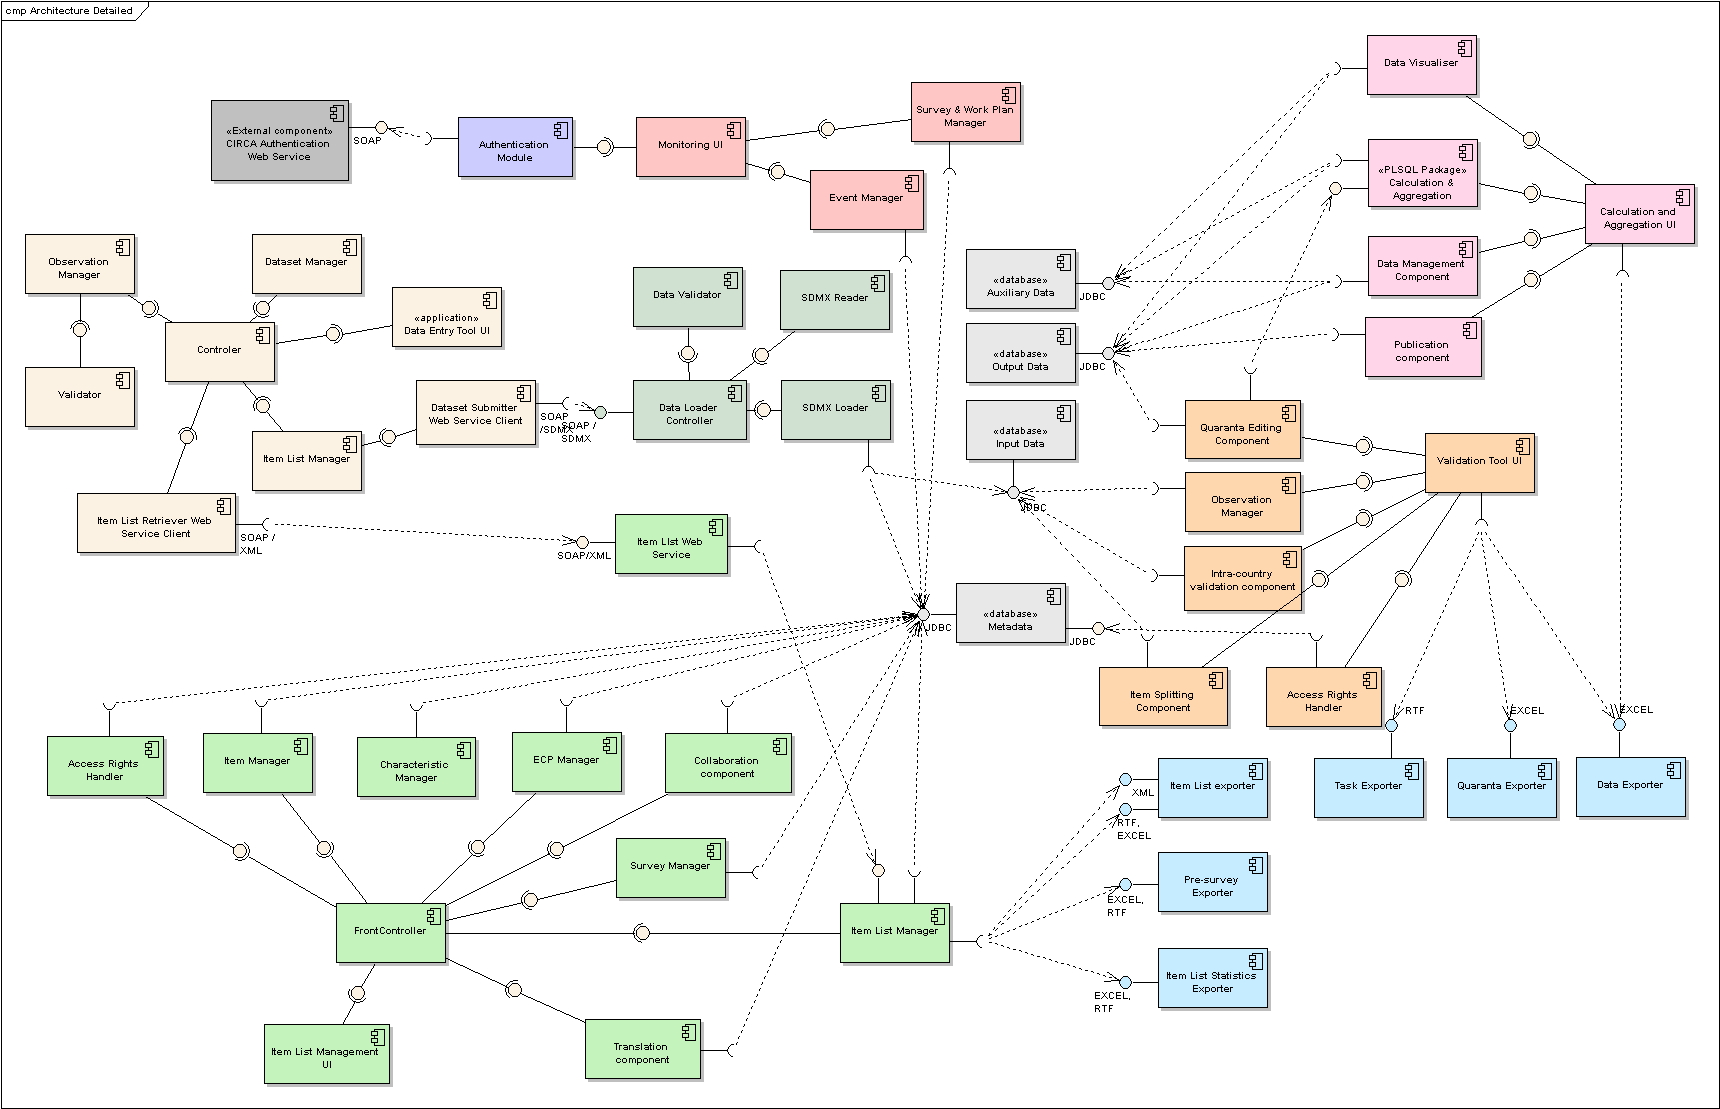 cmp Architecture Detailed
Data Visualiser
Survey & Work Plan
Manager
«External component»
CIRCA Authentication
Web Service
SOAP
Authentication
Module
Monitoring UI
Event Manager
«PLSQL Package»
Calculation &
Aggregation
Calculation and
Aggregation UI
Observation
Manager
Dataset Manager
Data Management
Component
«database»
Auxiliary Data
JDBC
Data Validator
SDMX Reader
«application»
Data Entry Tool UI
Controler
Publication
component
«database»
Output Data
JDBC
Validator
Dataset Submitter
Web Service Client
SOAP
/SDMX
SOAP /
SDMX
Data Loader
Controller
SDMX Loader
«database»
Input Data
JDBC
Quaranta Editing
Component
Validation Tool UI
Item List Manager
Observation
Manager
Item List Retriever Web
Service Client
SOAP /
XML
SOAP/XML
Item LIst Web
Service
Intra-country
validation component
«database»
Metadata
JDBC
JDBC
Item Splitting
Component
Access Rights
Handler
RTF
EXCEL
EXCEL
Access Rights
Handler
Item Manager
Characteristic
Manager
ECP Manager
Collaboration
component
Item List exporter
XML
RTF,
EXCEL
Task Exporter
Quaranta Exporter
Data Exporter
Survey Manager
Pre-survey
Exporter
EXCEL,
RTF
FrontController
Item List Manager
Item List Statistics
Exporter
EXCEL,
RTF
Item List Management
UI
Translation
component